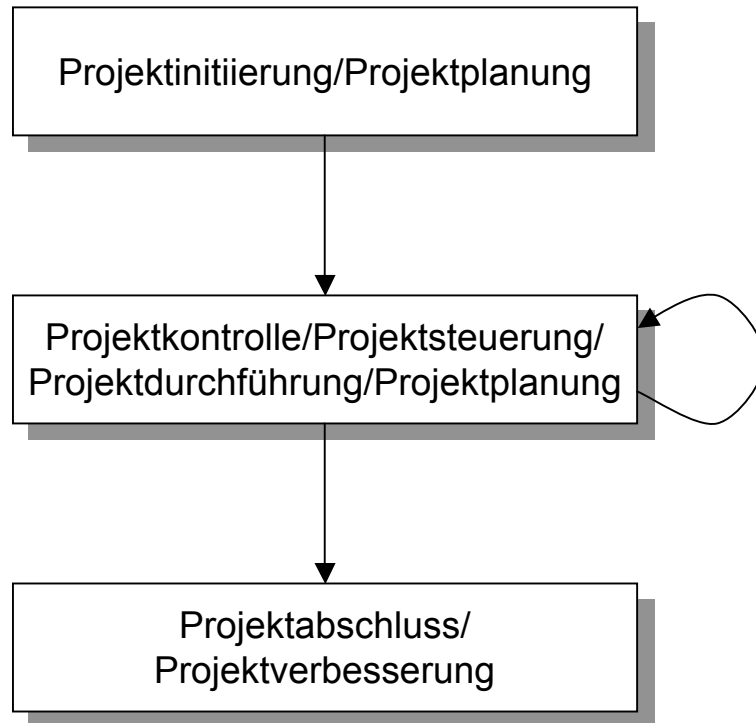 Projektinitiierung/Projektplanung
Projektkontrolle/Projektsteuerung/
Projektdurchführung/Projektplanung
Projektabschluss/
Projektverbesserung